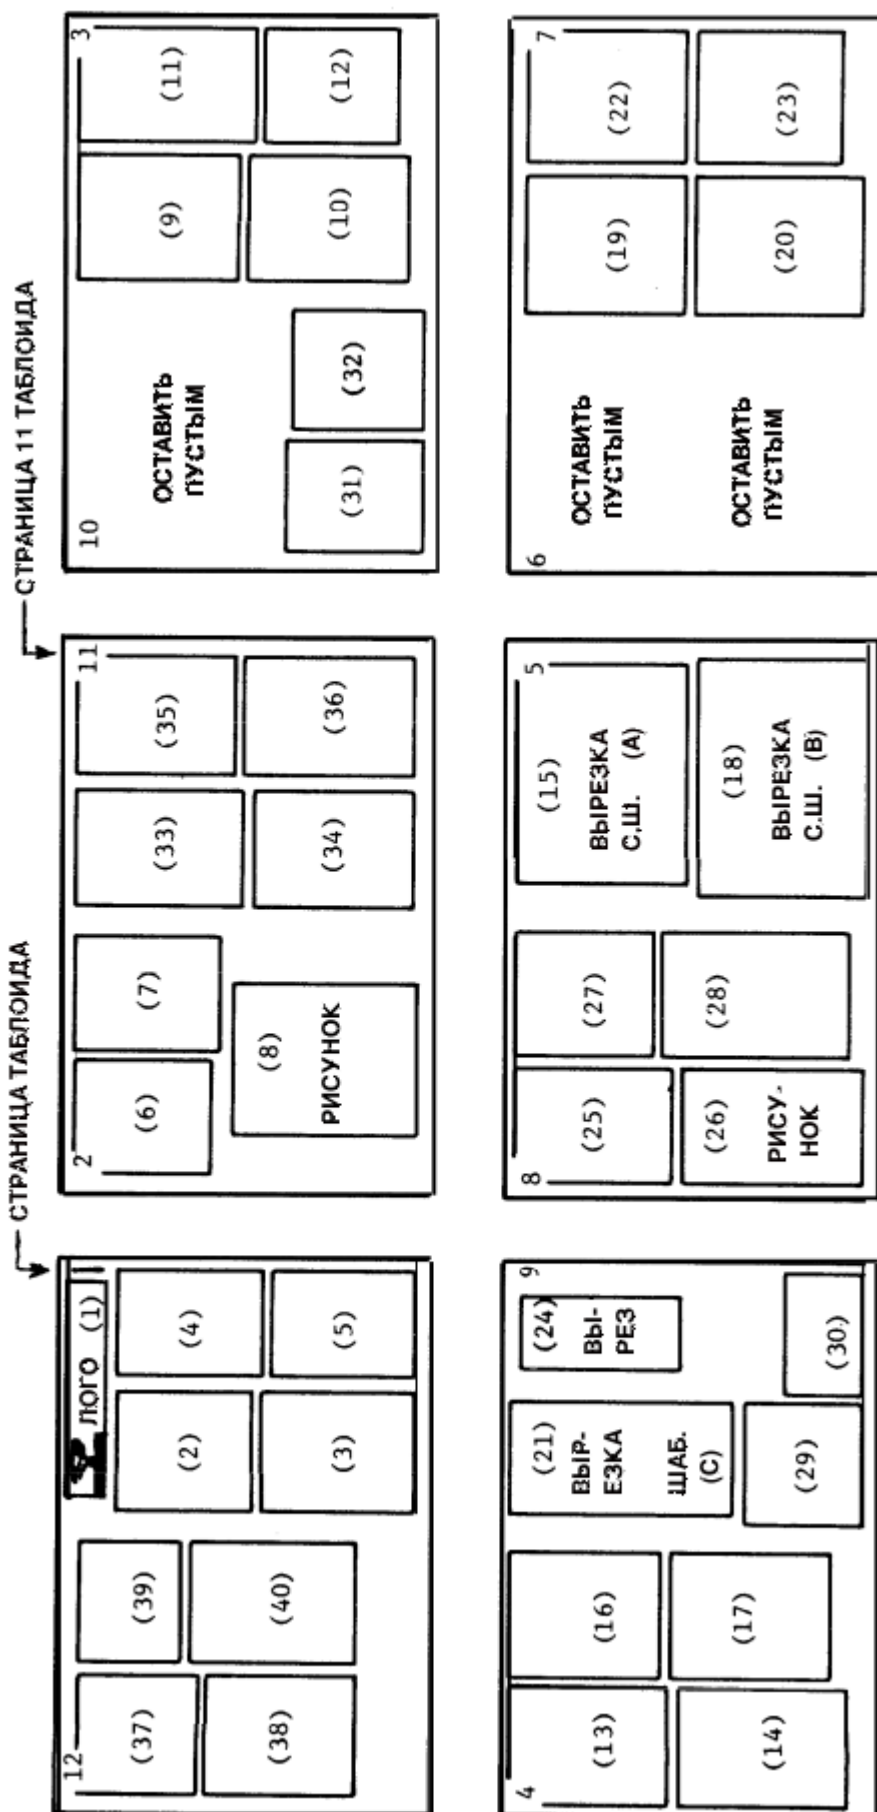 СТРАНИЦА ТАБЛОИДА
СТРАНИЦА 11 ТАБЛОИДА
12
(37)
(38)
(39)
(40)
ЛОГО (1)
1
(2)
(3)
(4)
(5)
2
(6)
(7)
(8)
РИСУНОК
11
(33)
(34)
(35)
(36)
10
ОСТАВИТЬ
ПУСТЫМ
(31)
(32)
3
(9)
(10)
(11)
(12)
4
(13)
(14)
(16)
(17)
9
(21)
ВЫР-
ЕЗКА
ШАБ.
(C)
(24)
ВЫ-
РЕЗ
(29)
(30)
8
(25)
(26)
РИСУ-
НОК
(27)
(28)
5
(15)
ВЫРЕЗКА
С.Ш. (A)
(18)
ВЫРЕЗКА
С.Ш. (B)
6
ОСТАВИТЬ
ПУСТЫМ
ОСТАВИТЬ
ПУСТЫМ
7
(19)
(20)
(22)
(23)